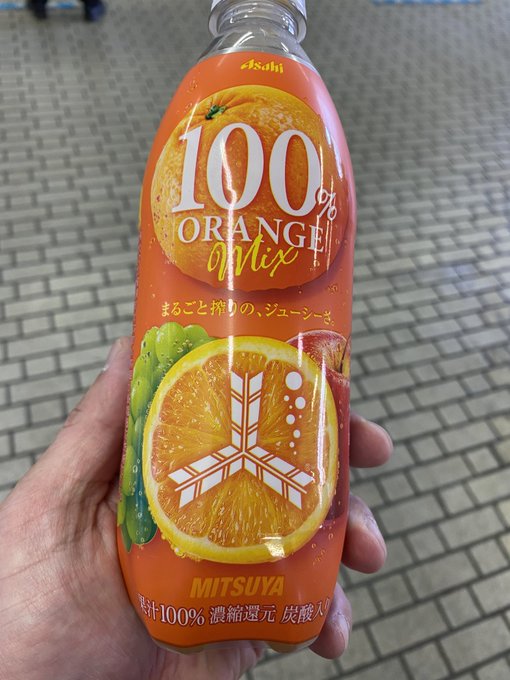 Asahi
100%
ORANGE
Mix
まるごと搾りの、ジューシーさ。
MITSUYA
果汁100% 濃縮還元 炭酸入り